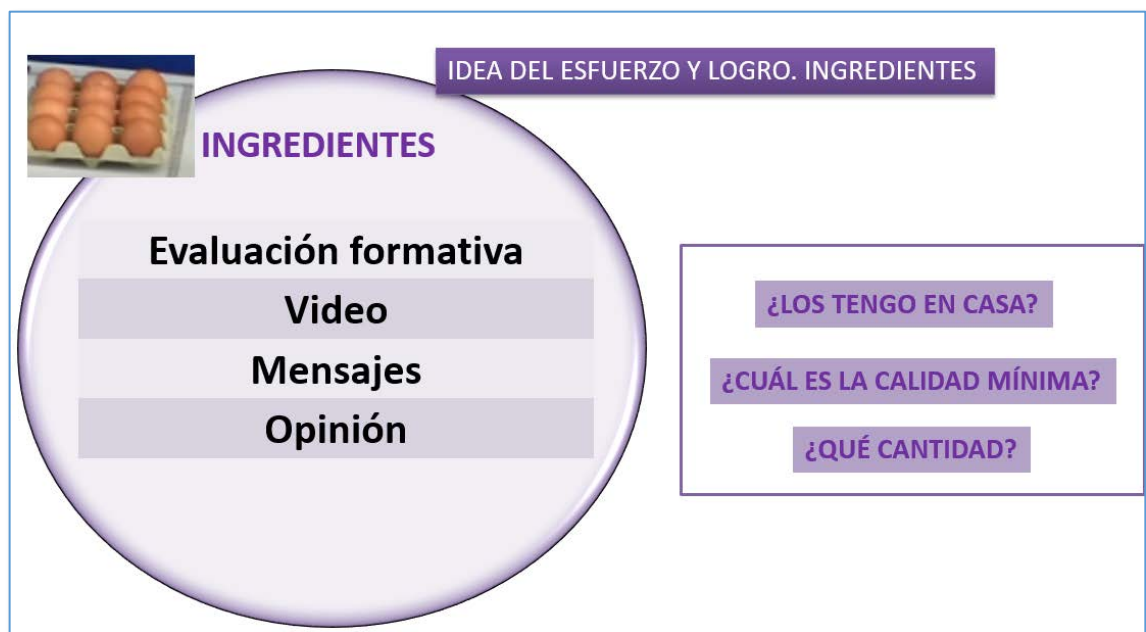 IDEA DEL ESFUERZO Y LOGRO. INGREDIENTES
INGREDIENTES
Evaluación formativa
Video
Mensajes
Opinión
¿LOS TENGO EN CASA?
¿CUÁL ES LA CALIDAD MÍNIMA?
¿QUÉ CANTIDAD?